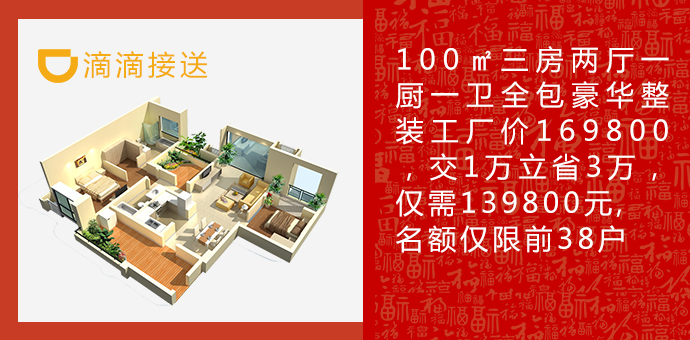 滴滴接送
100㎡三房两厅一
厨一卫全包豪华整
装工厂价169800
，交1万立省3万，
仅需139800元,
名额仅限前38户